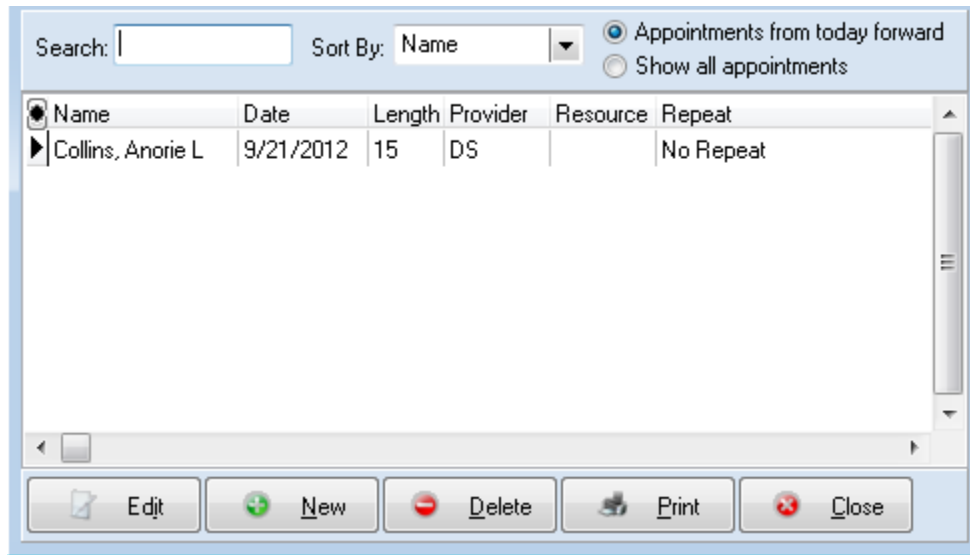 Search: Sort By: Name Appointments from today forward
Show all appointments
Name Date Length Provider Resource Repeat
Collins, Anorie L 9/21/2012 15 DS No Repeat
Edit New Delete Print Close